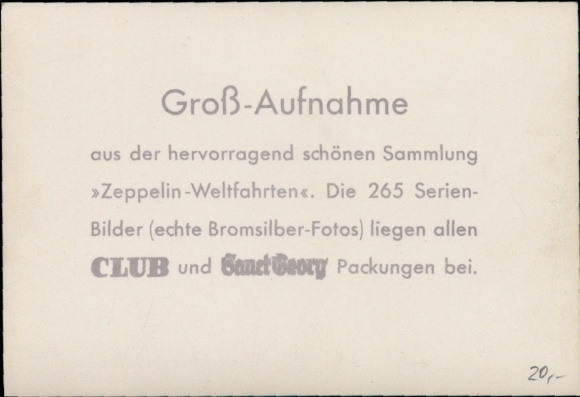 Groß-Aufnahme
aus der hervorragend schönen Sammlung
»Zeppelin-Weltfahrten«. Die 265 Serien-
Bilder (echte Bromsilber-Fotos) liegen allen
CLUB und Sanct Georg Packungen bei.
20,-